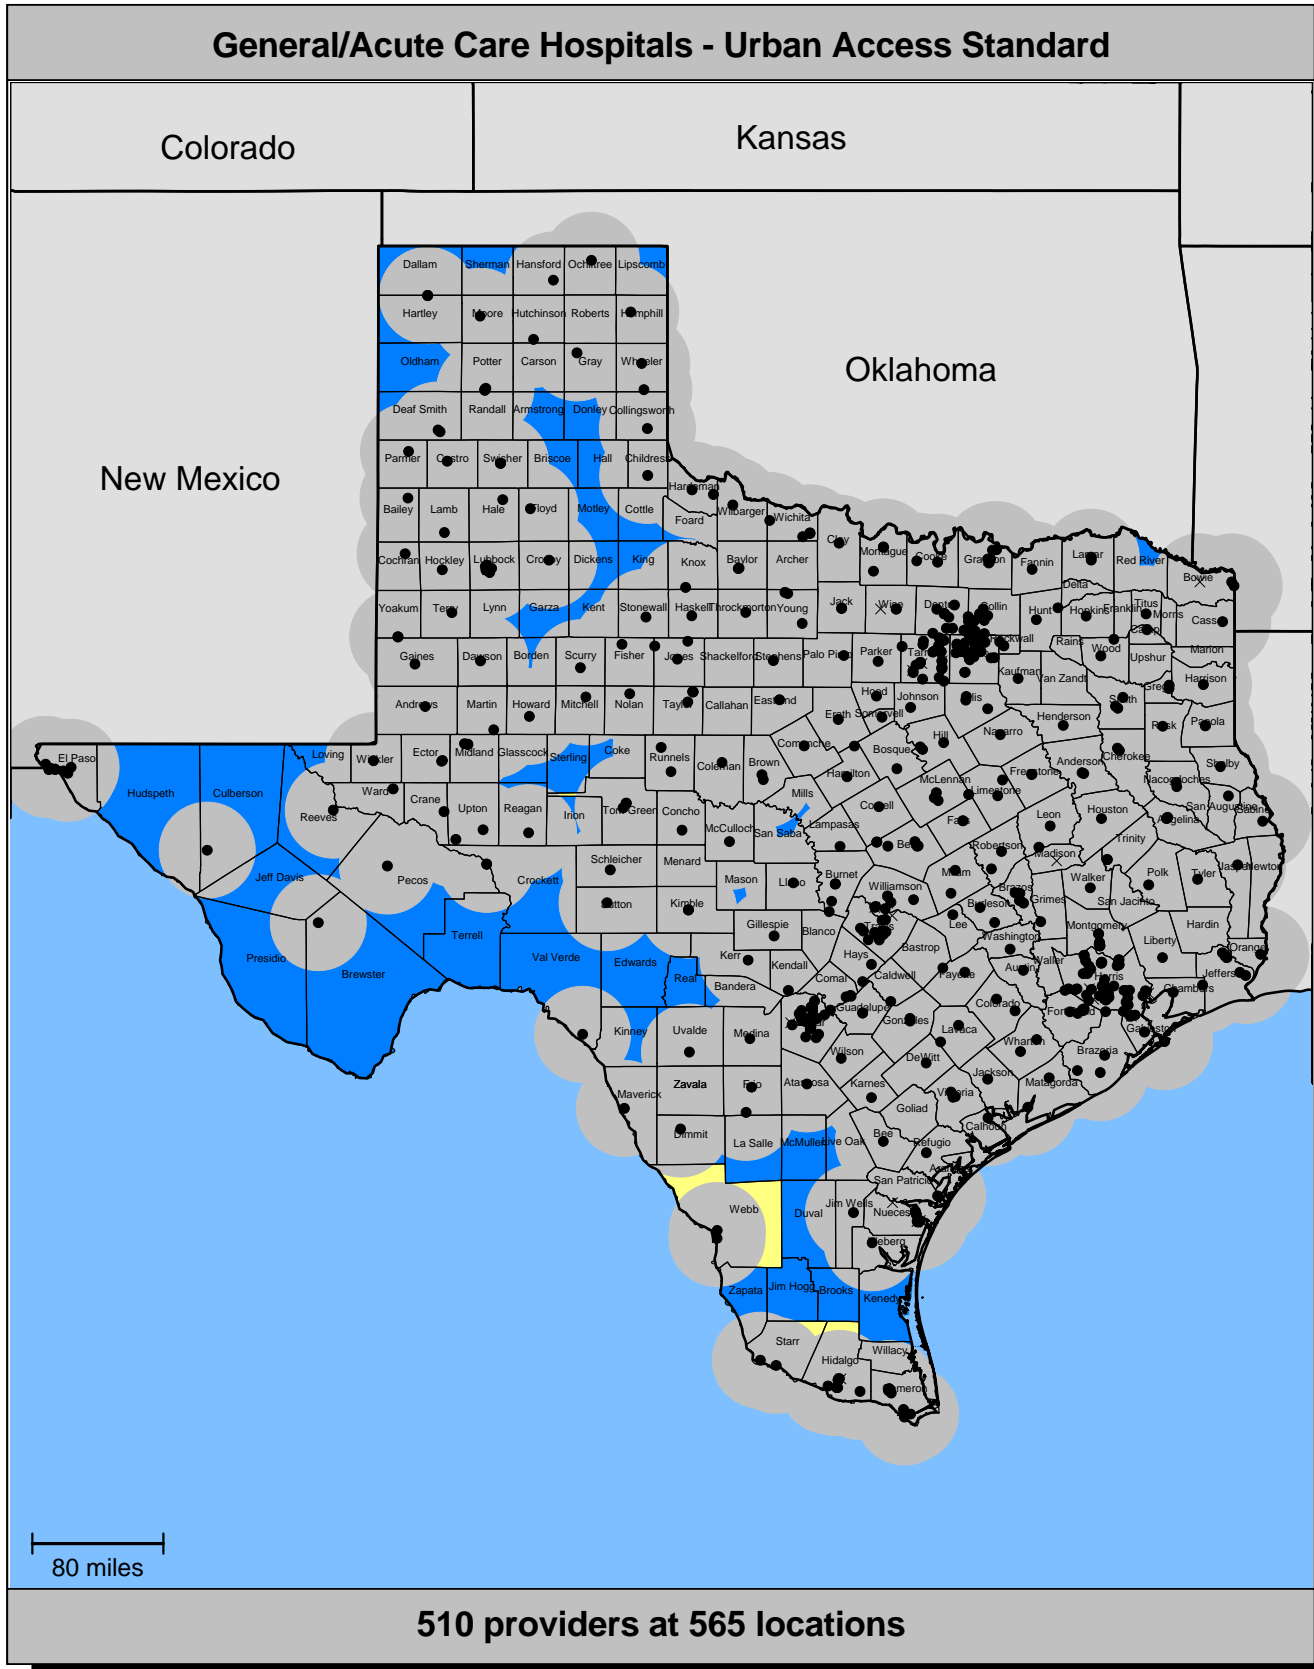 General/Acute Care Hospitals - Urban Access Standard
Colorado
Kansas
New Mexico
Oklahoma
Dallam Sherman Hansford Ochiltree Lipscomb
Hartley Moore Hutchinson Roberts Hemphill
Oldham Potter Carson Gray Wheeler
Deaf Smith Randall Armstrong Donley Collingsworth
Parmer Castro Swisher Briscoe Hall Childress
Hardeman
Bailey Lamb Hale Floyd Motley Cottle Foard Wilbarger Wichita
Cochran Hockley Lubbock Crosby Dickens King Knox Baylor Archer Clay Montague Cooke Grayson Fannin Lamar Red River Bowie
Delta
Yoakum Terry Lynn Garza Kent Stonewall Haskell Throckmorton Young Jack Wise Denton Collin Hunt Hopkins Franklin Titus Morris Cass
Camp
Gaines Dawson Borden Scurry Fisher Jones Shackelford Stephens Palo Pinto Parker Rockwall Rains Wood Upshur Marion
Kaufman Van Zandt Gregg Harrison
Andrews Martin Howard Mitchell Nolan Taylor Callahan Eastland Erath Hood Somervell Johnson Ellis Henderson Smith Rusk Panola
Navarro
El Paso Hudspeth Culberson Loving Winkler Ector Midland Glasscock Sterling Coke Runnels Coleman Brown Comanche Bosque Hill Anderson Cherokee Shelby
Hamilton McLennan Limestone Freestone Nacogdoches
Reeves Ward Crane Upton Reagan Irion Tom Green Concho McCulloch San Saba Mills Lampasas Coryell Falls Leon Houston Angelina San Augustine Sabine
Bell Robertson Madison Trinity
Jeff Davis Pecos Crockett Schleicher Menard Mason Llano Burnet Williamson Milam Brazos Walker Polk Tyler Jasper Newton
Sutton Kimble Burleson Grimes San Jacinto
Presidio Brewster Terrell Val Verde Edwards Gillespie Blanco Travis Lee Washington Montgomery Liberty Hardin
Real Kerr Kendall Hays Bastrop Austin Waller Harris Orange
Bandera Comal Caldwell Fayette Jefferson
Chambers
Kinney Uvalde Medina Guadalupe Gonzales Colorado Fort Bend Galveston
Lavaca
Wilson DeWitt Wharton Brazoria
Maverick Zavala Frio Atascosa Karnes Victoria Jackson Matagorda
Goliad
Dimmit La Salle McMullen Live Oak Bee Refugio Calhoun
Aransas
Webb Duval Jim Wells San Patricio
Nueces
Kleberg
Zapata Jim Hogg Brooks Kenedy
Starr Hidalgo Willacy
Cameron
80 miles
510 providers at 565 locations